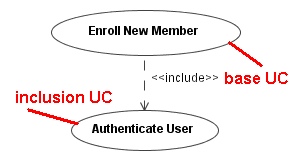 Enroll New Member
<<include>>
base UC
inclusion UC
Authenticate User